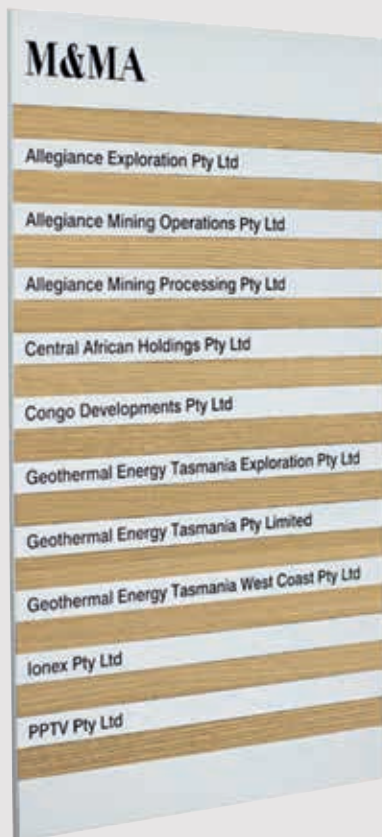 M&MA
Allegiance Exploration Pty Ltd
Allegiance Mining Operations Pty Ltd
Allegiance Mining Processing Pty Ltd
Central African Holdings Pty Ltd
Congo Developments Pty Ltd
Geothermal Energy Tasmania Exploration Pty Ltd
Geothermal Energy Tasmania Pty Limited
Geothermal Energy Tasmania West Coast Pty Ltd
Ionex Pty Ltd
PPTV Pty Ltd